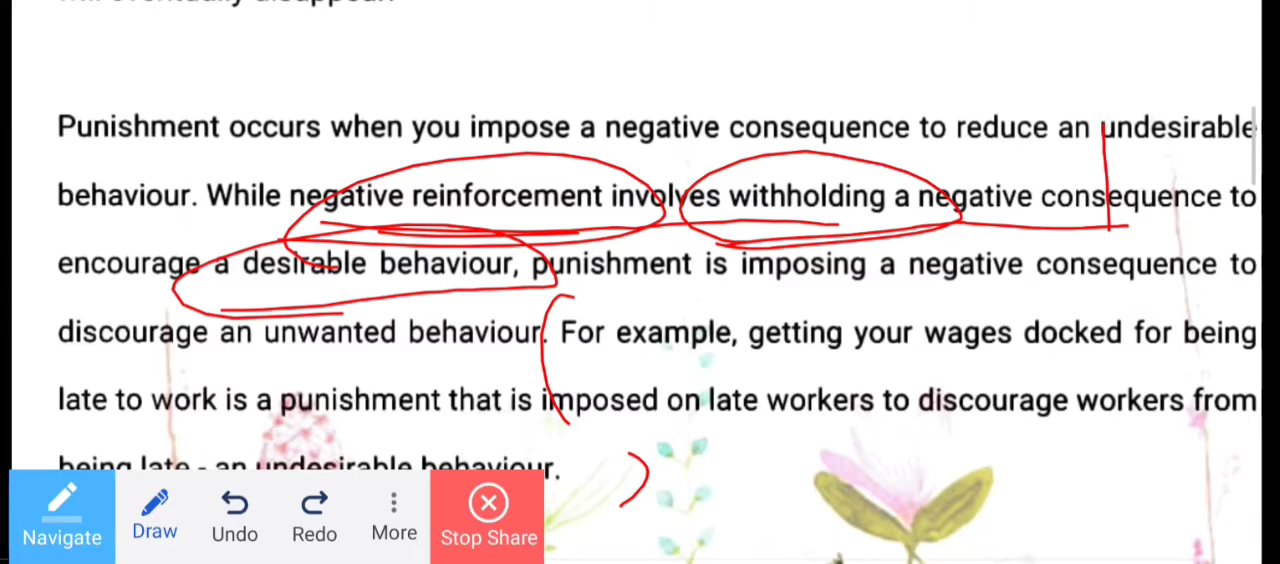 will eventually disappear.
Punishment occurs when you impose a negative consequence to reduce an undesirable
behaviour. While negative reinforcement involves withholding a negative consequence to
encourage a desirable behaviour, punishment is imposing a negative consequence to
discourage an unwanted behaviour. For example, getting your wages docked for being
late to work is a punishment that is imposed on late workers to discourage workers from
being late - an undesirable behaviour.
Navigate Draw Undo Redo More Stop Share